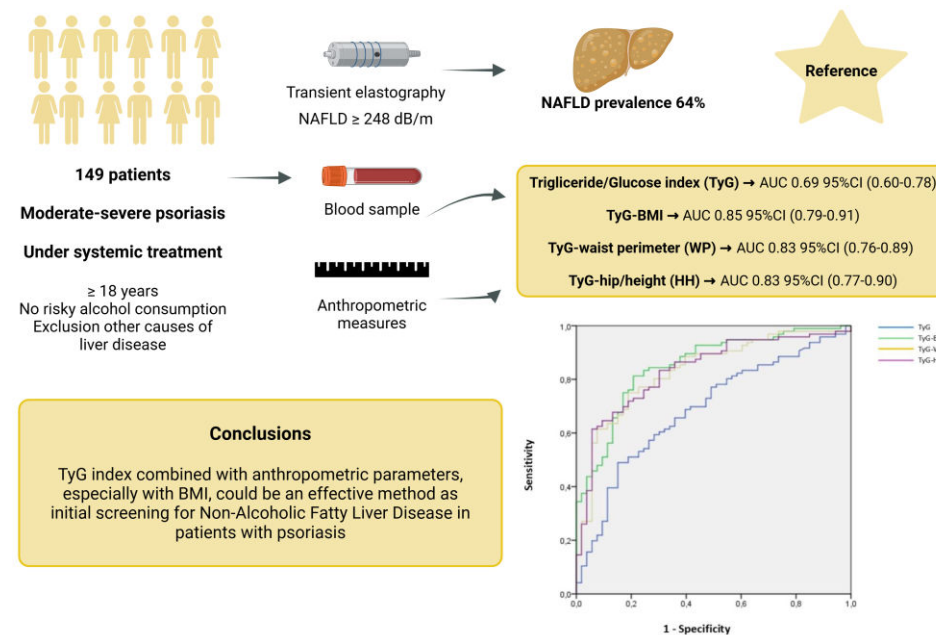 Transient elastography
NAFLD ≥ 248 dB/m
NAFLD prevalence 64%
Reference
149 patients
Moderate-severe psoriasis
Under systemic treatment
≥ 18 years
No risky alcohol consumption
Exclusion other causes of
liver disease
Blood sample
Anthropometric
measures
Trigliceride/Glucose index (TyG) → AUC 0.69 95%CI (0.60-0.78)
TyG-BMI → AUC 0.85 95%CI (0.79-0.91)
TyG-waist perimeter (WP) → AUC 0.83 95%CI (0.76-0.89)
TyG-hip/height (HH) → AUC 0.83 95%CI (0.77-0.90)
Conclusions
TyG index combined with anthropometric parameters,
especially with BMI, could be an effective method as
initial screening for Non-Alcoholic Fatty Liver Disease in
patients with psoriasis
TyG
TyG-
TyG-
TyG-H
Sensitivity
1,0
0,8
0,6
0,4
0,2
0,0
0,0 0,2 0,4 0,6 0,8 1,0
1 - Specificity